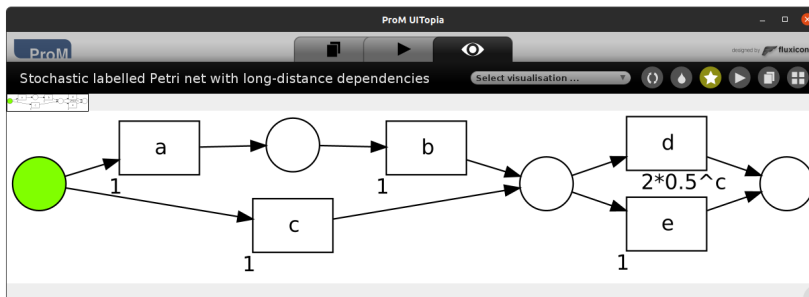 ProM UITopia
ProM
designed by fluxicon
Stochastic labelled Petri net with long-distance dependencies
Select visualisation ...
a
b
d
1
1
2*0.5^c
c
e
1
1